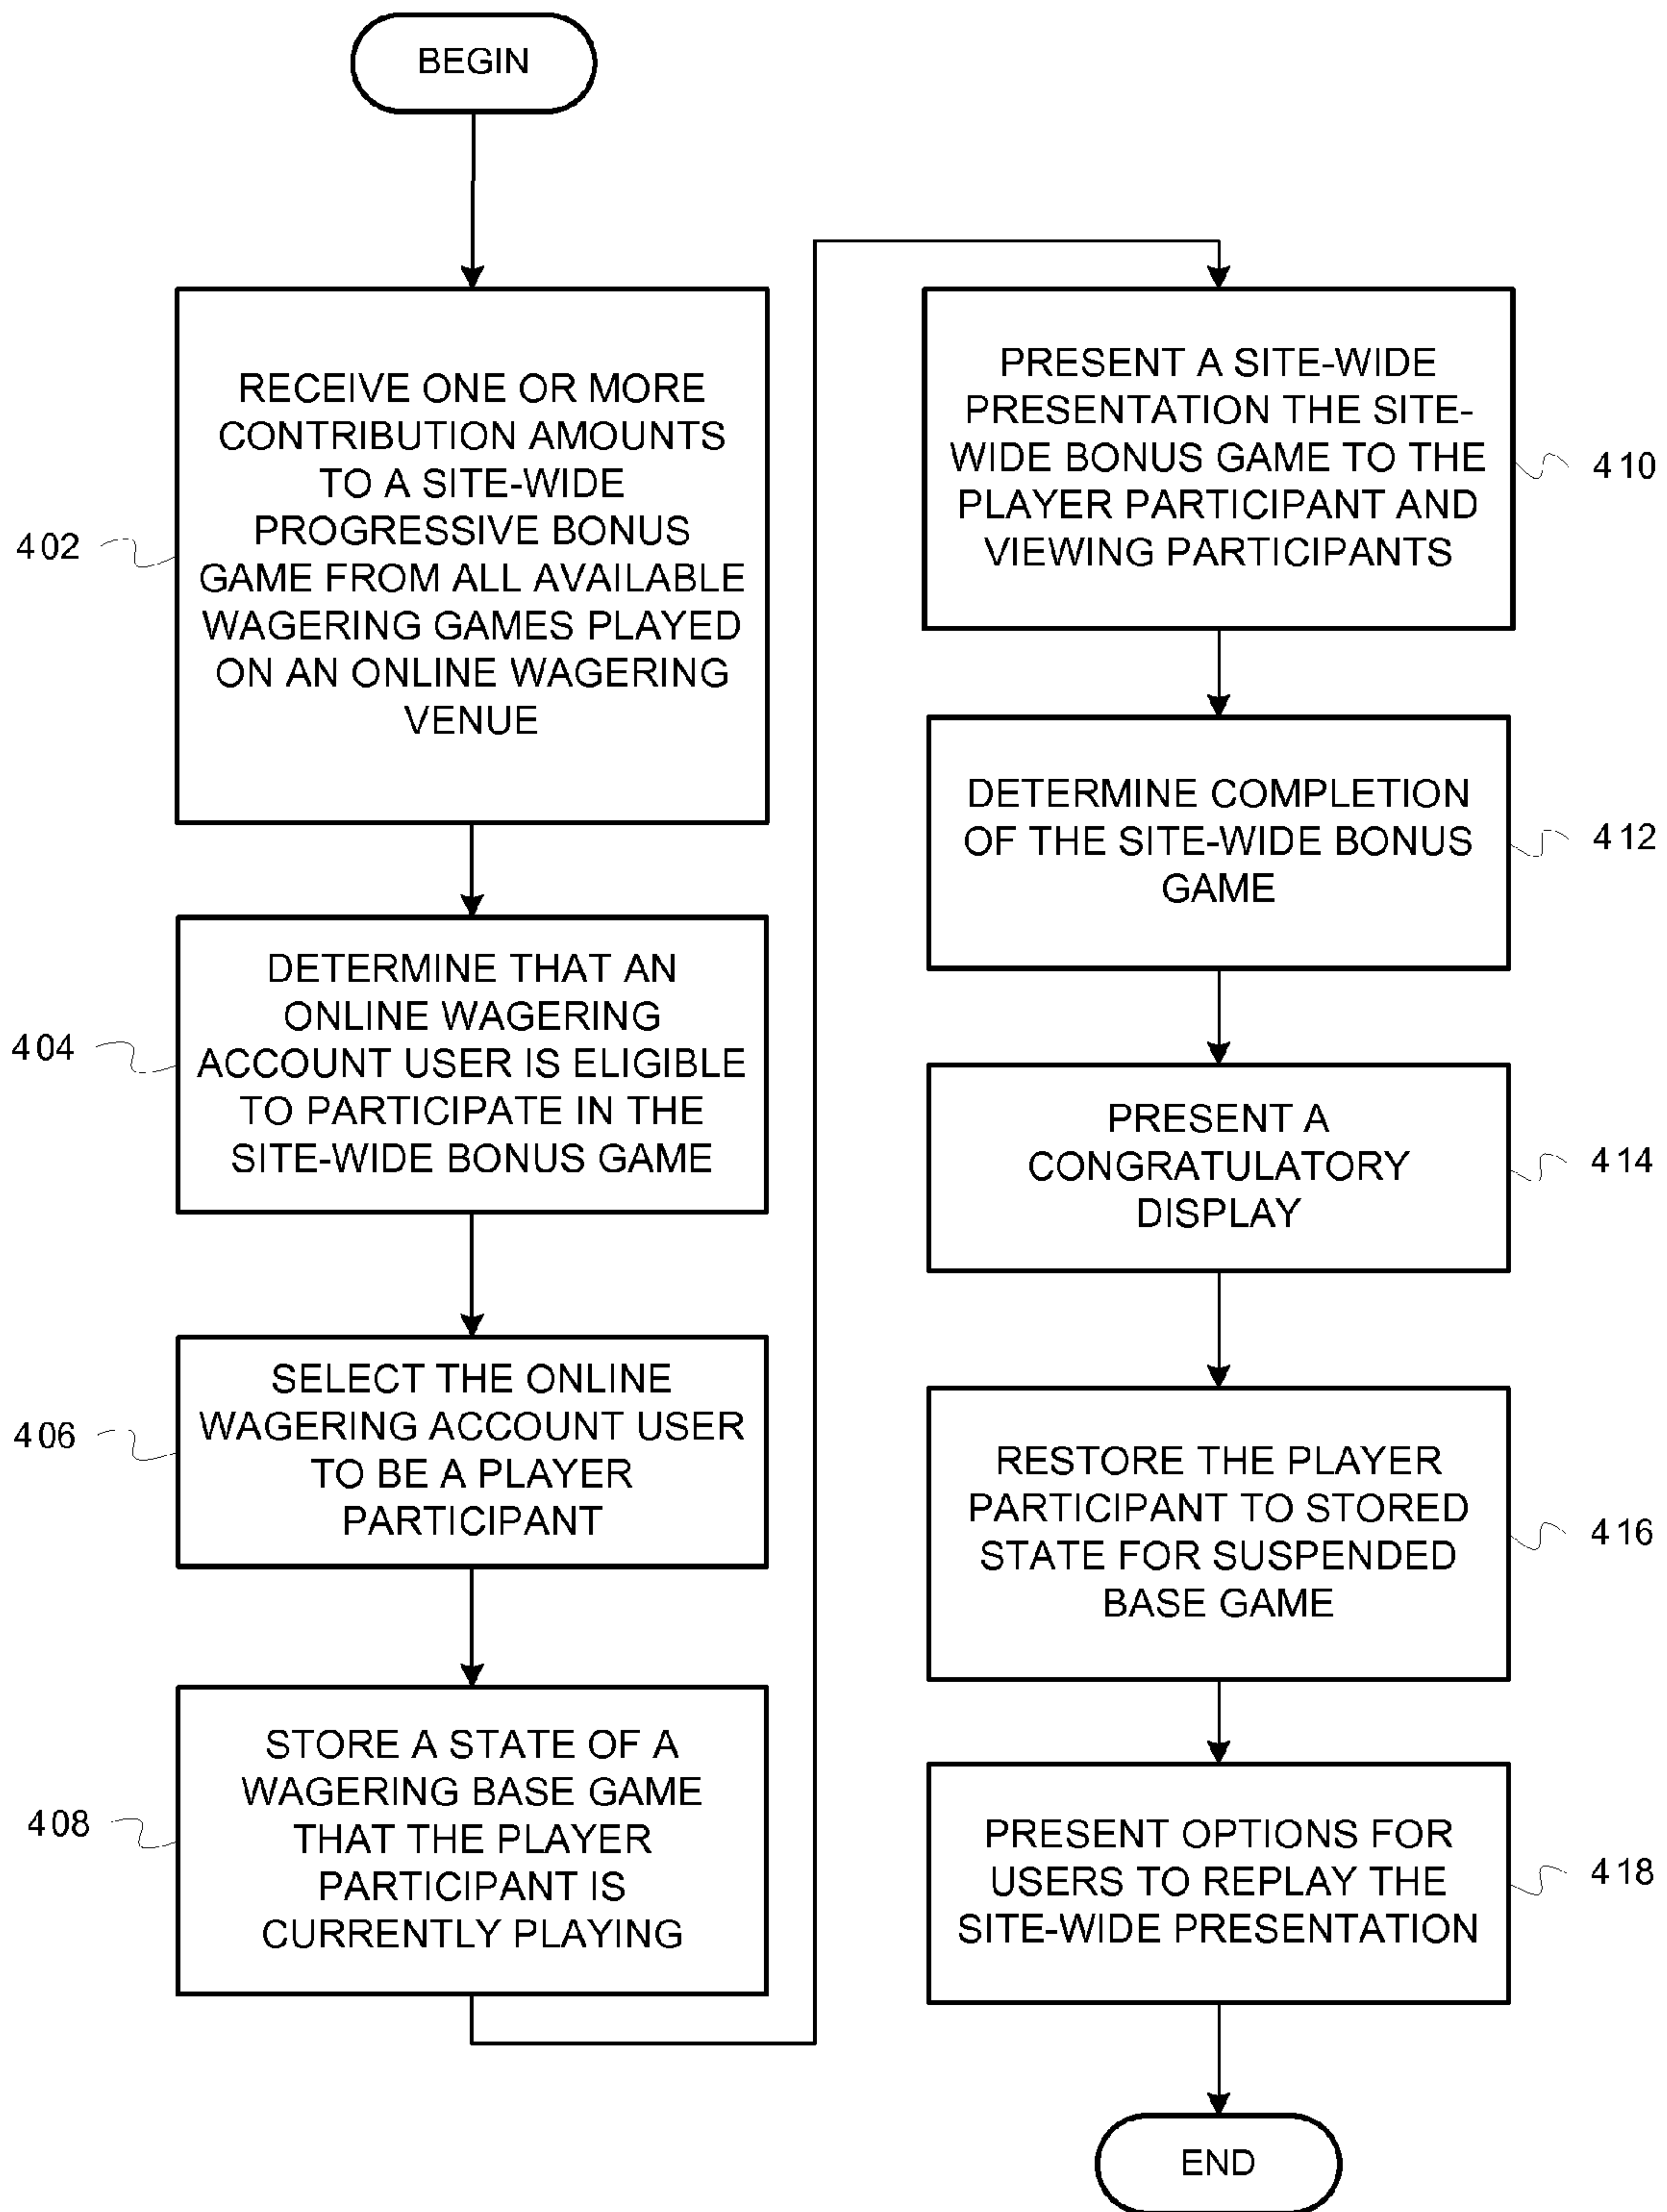 BEGIN
402
RECEIVE ONE OR MORE
CONTRIBUTION AMOUNTS
TO A SITE-WIDE
PROGRESSIVE BONUS
GAME FROM ALL AVAILABLE
WAGERING GAMES PLAYED
ON AN ONLINE WAGERING
VENUE
404
DETERMINE THAT AN
ONLINE WAGERING
ACCOUNT USER IS ELIGIBLE
TO PARTICIPATE IN THE
SITE-WIDE BONUS GAME
406
SELECT THE ONLINE
WAGERING ACCOUNT USER
TO BE A PLAYER
PARTICIPANT
408
STORE A STATE OF A
WAGERING BASE GAME
THAT THE PLAYER
PARTICIPANT IS
CURRENTLY PLAYING
PRESENT A SITE-WIDE
PRESENTATION THE SITE-
WIDE BONUS GAME TO THE
PLAYER PARTICIPANT AND
VIEWING PARTICIPANTS
410
DETERMINE COMPLETION
OF THE SITE-WIDE BONUS
GAME
412
PRESENT A
CONGRATULATORY
DISPLAY
414
RESTORE THE PLAYER
PARTICIPANT TO STORED
STATE FOR SUSPENDED
BASE GAME
416
PRESENT OPTIONS FOR
USERS TO REPLAY THE
SITE-WIDE PRESENTATION
418
END